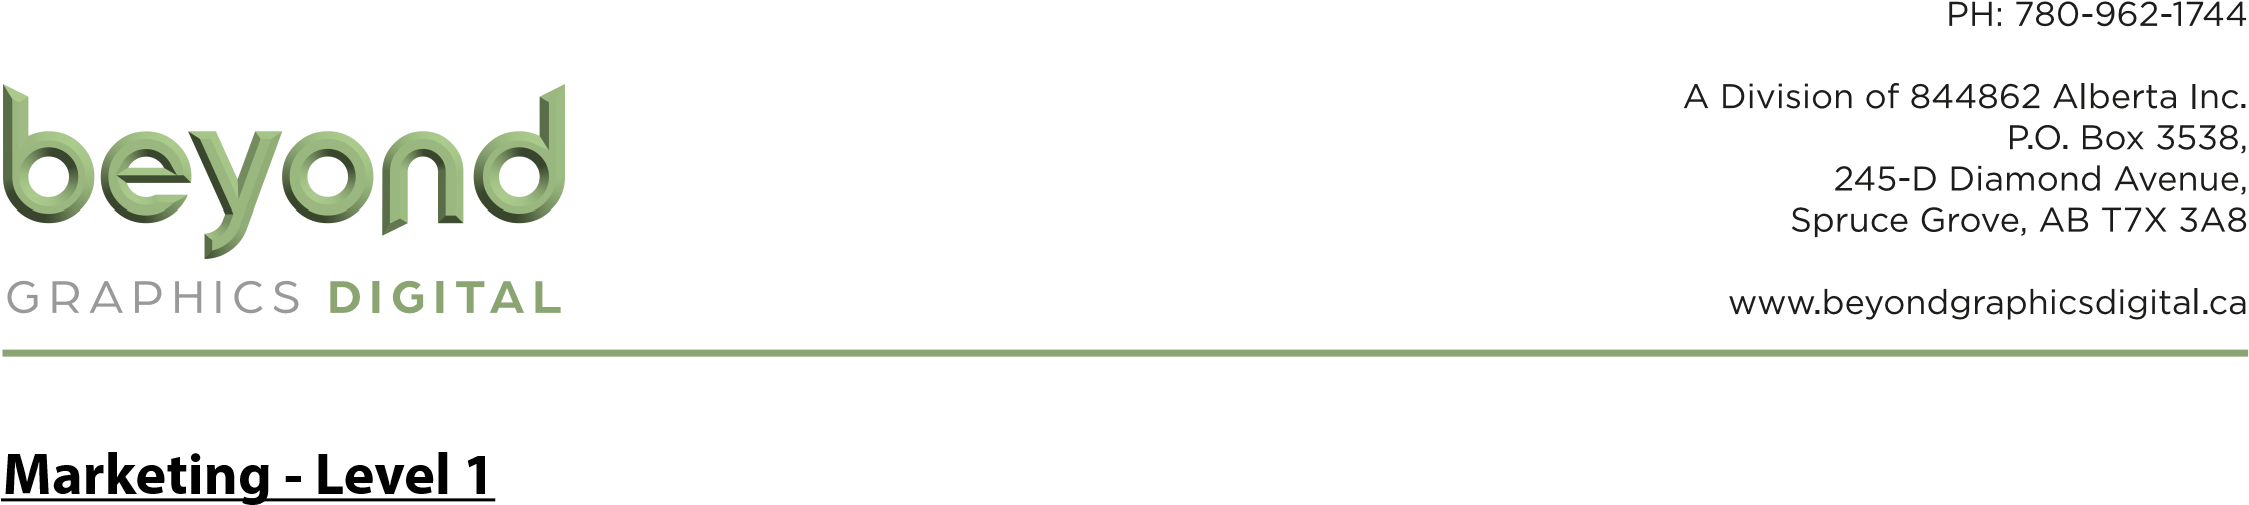 PH: 780-962-1744
A Division of 844862 Alberta Inc.
P.O. Box 3538,
245-D Diamond Avenue,
Spruce Grove, AB T7X 3A8
www.beyondgraphicsdigital.ca
beyond
GRAPHICS DIGITAL
Marketing - Level 1